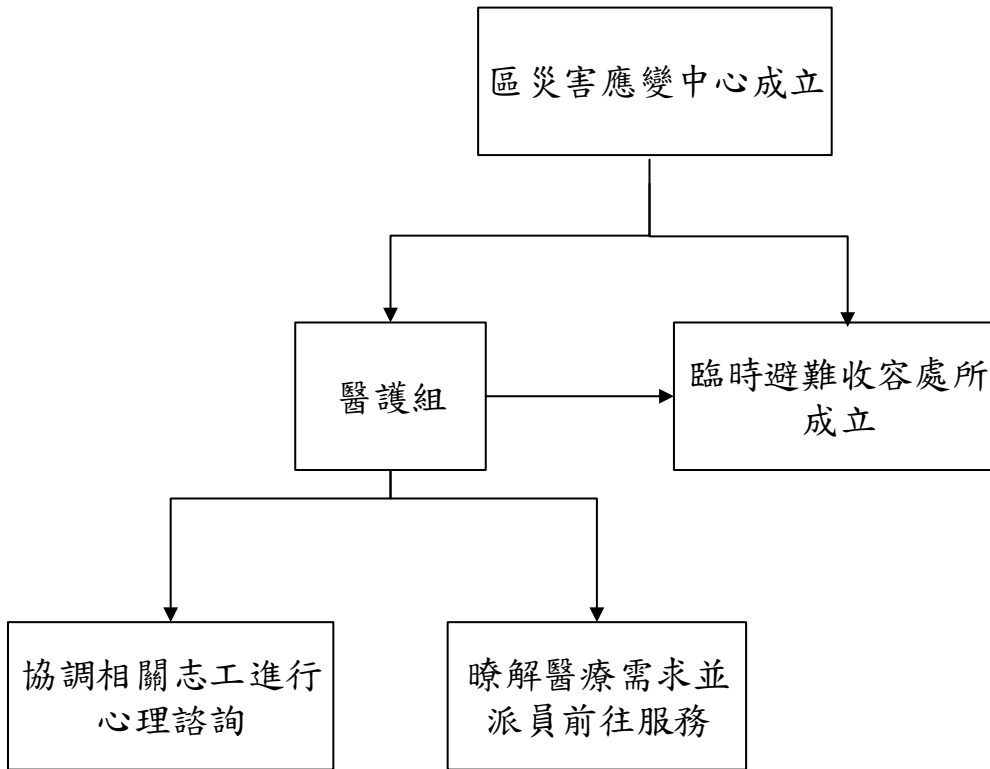 區災害應變中心成立
醫護組
臨時避難收容處所
成立
協調相關志工進行
心理諮詢
瞭解醫療需求並
派員前往服務